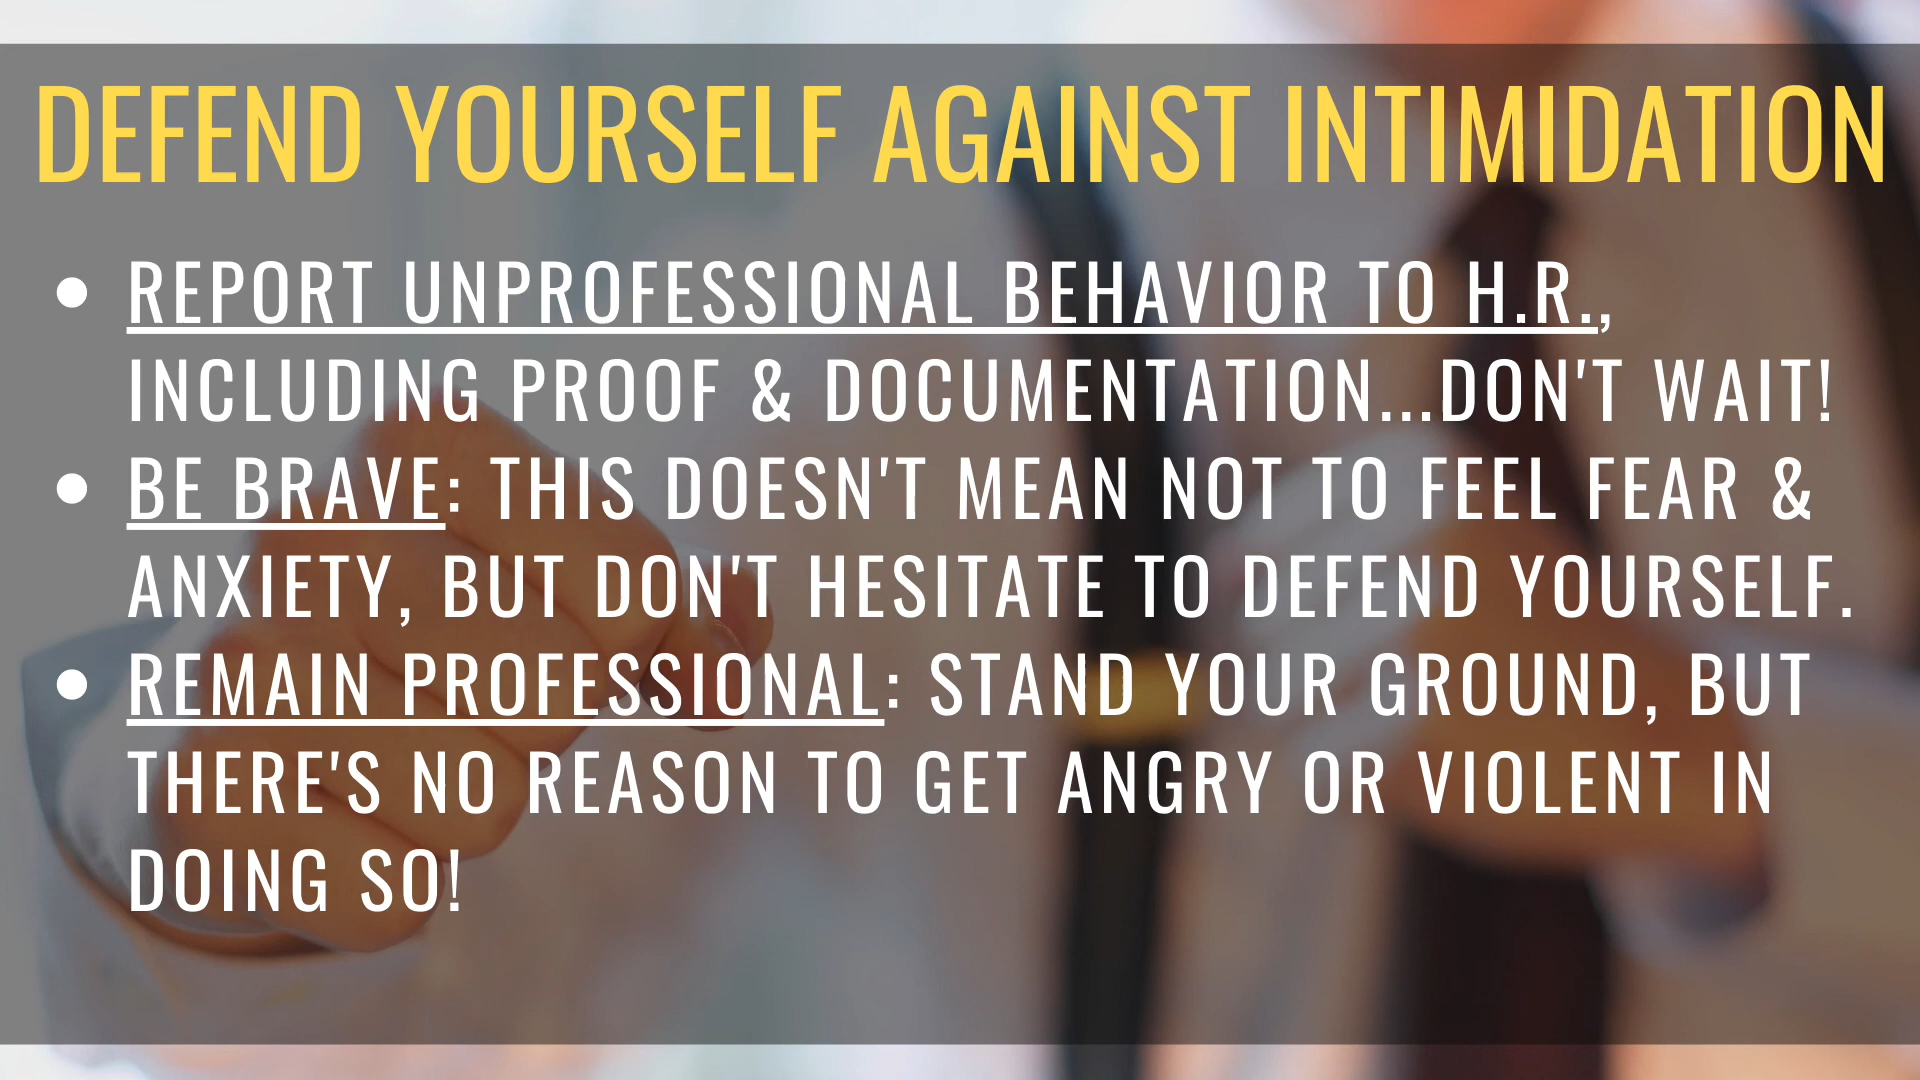 DEFEND YOURSELF AGAINST INTIMIDATION
• REPORT UNPROFESSIONAL BEHAVIOR TO H.R.,
INCLUDING PROOF & DOCUMENTATION...DON'T WAIT!
• BE BRAVE: THIS DOESN'T MEAN NOT TO FEEL FEAR &
ANXIETY, BUT DON'T HESITATE TO DEFEND YOURSELF.
• REMAIN PROFESSIONAL: STAND YOUR GROUND, BUT
THERE'S NO REASON TO GET ANGRY OR VIOLENT IN
DOING SO!